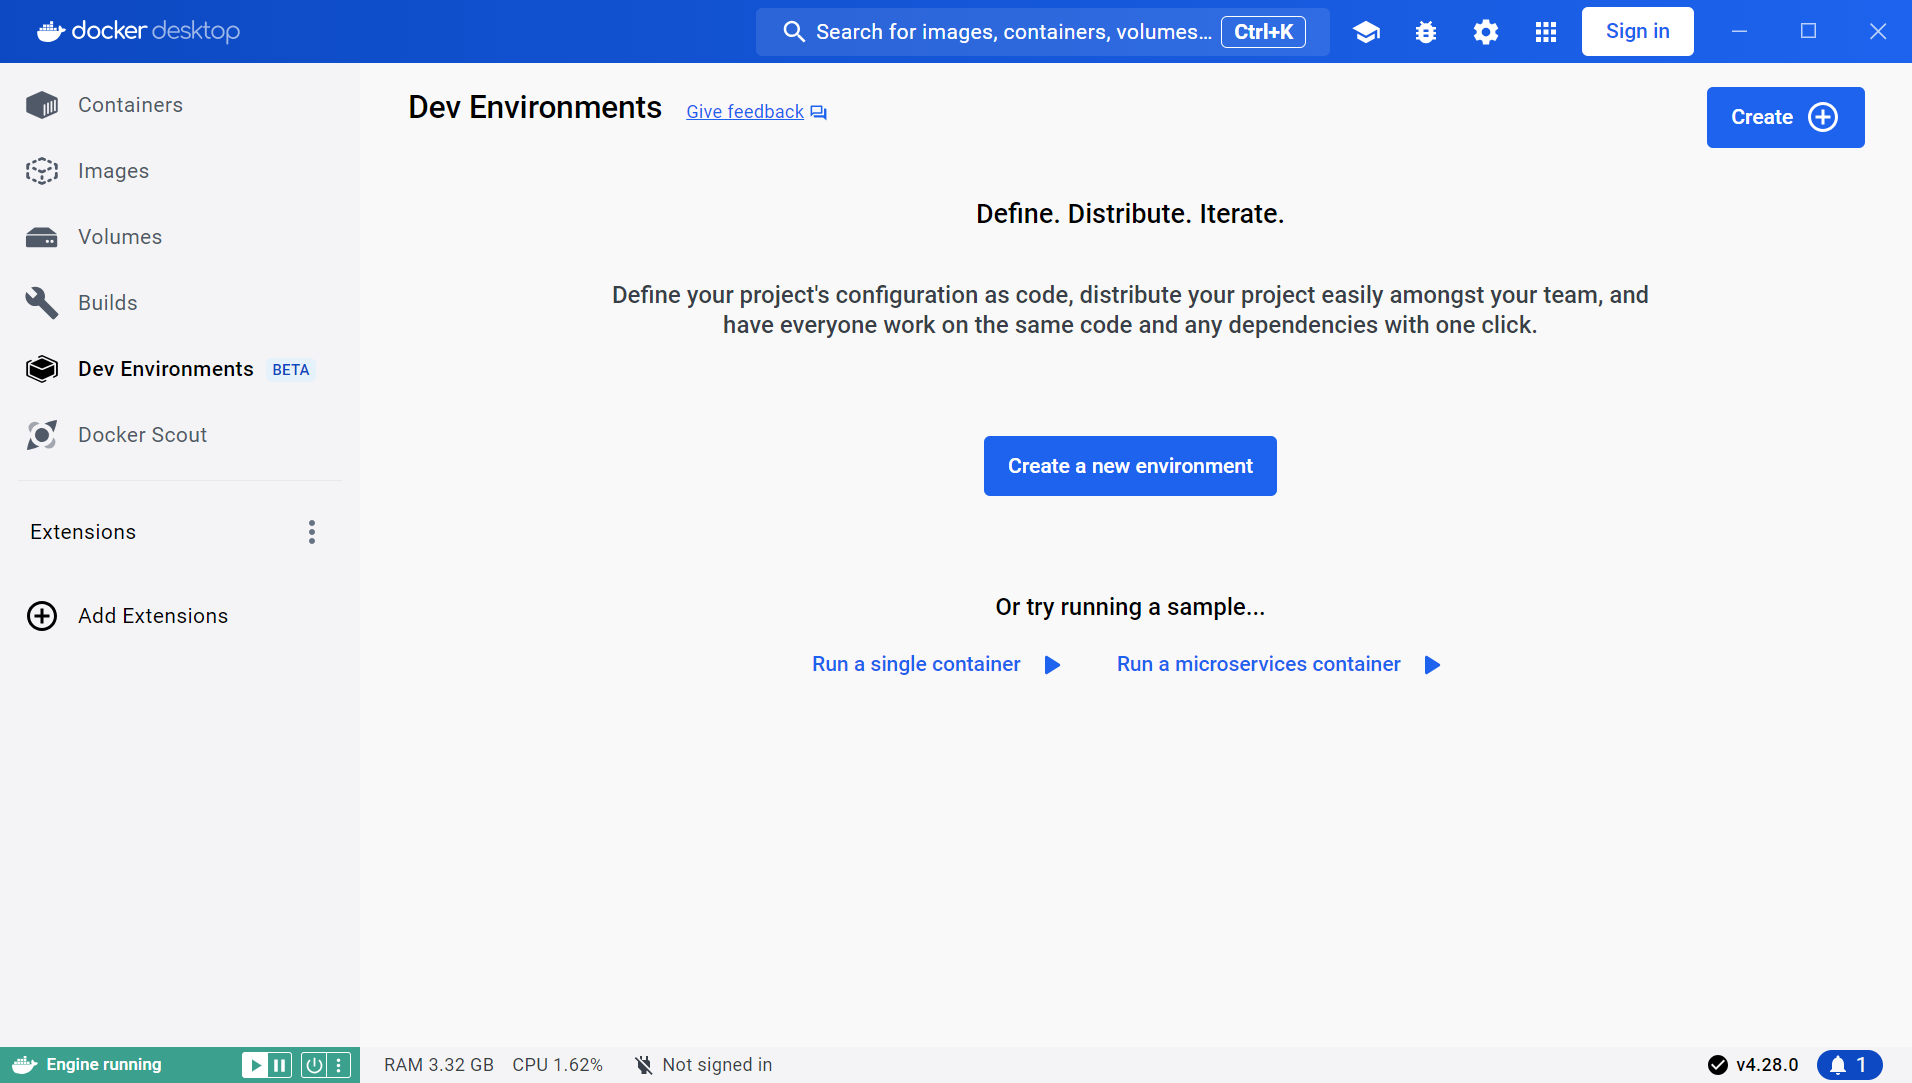 docker desktop
Search for images, containers, volumes... Ctrl+K
Sign in
Containers
Images
Volumes
Builds
Dev Environments BETA
Docker Scout
Extensions
Add Extensions
Dev Environments Give feedback
Create
Define. Distribute. Iterate.
Define your project's configuration as code, distribute your project easily amongst your team, and
have everyone work on the same code and any dependencies with one click.
Create a new environment
Or try running a sample...
Run a single container Run a microservices container
Engine running
RAM 3.32 GB CPU 1.62% Not signed in
v4.28.0 1